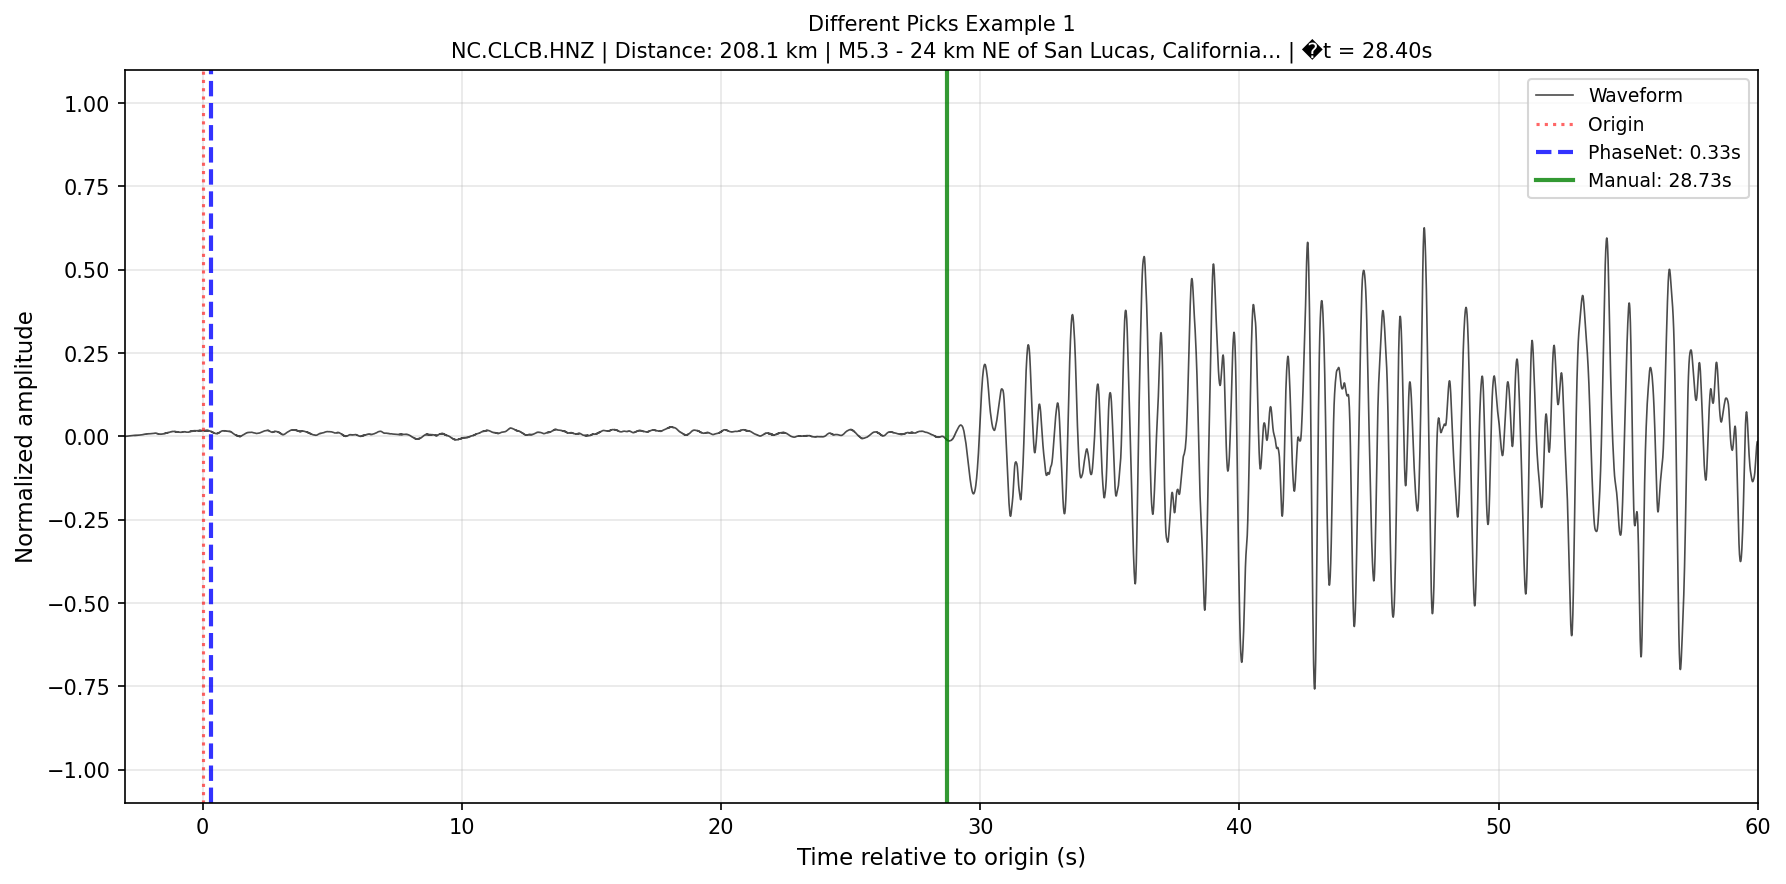 Different Picks Example 1
NC.CLCB.HNZ | Distance: 208.1 km | M5.3 - 24 km NE of San Lucas, California... | �t = 28.40s
Waveform
Origin
PhaseNet: 0.33s
Manual: 28.73s
1.00
0.75
0.50
0.25
0.00
−0.25
−0.50
−0.75
−1.00
Normalized amplitude
0 10 20 30 40 50 60
Time relative to origin (s)